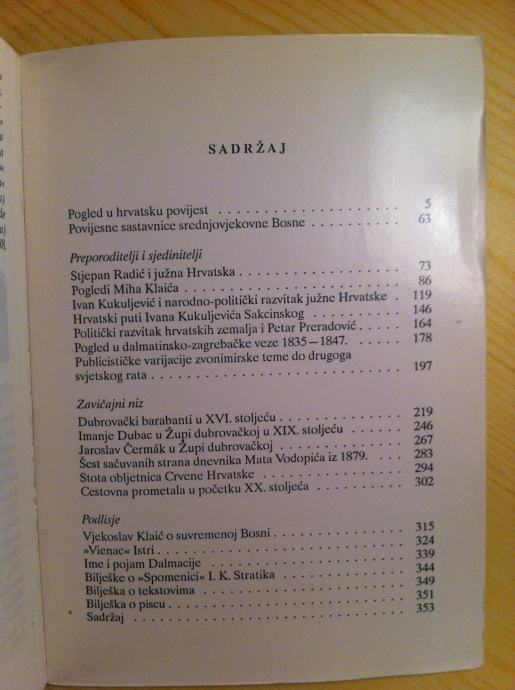 SADRŽAJ
Pogled u hrvatsku povijest . . . . . . . . . . . . . . . . . . . . 5
Povijesne sastavnice srednjovjekovne Bosne . . . . . . . . . . 63
Preporoditelji i sjedinitelji
Stjepan Radić i južna Hrvatska . . . . . . . . . . . . . . . . . 73
Pogledi Miha Klaića . . . . . . . . . . . . . . . . . . . . . . . 86
Ivan Kukuljević i narodno-politički razvitak južne Hrvatske . 119
Hrvatski puti Ivana Kukuljevića Sakcinskog . . . . . . . . . . 146
Politički razvitak hrvatskih zemalja i Petar Preradović . . . . 164
Pogled u dalmatinsko-zagrebačke veze 1835—1847. . . . . . . 178
Publicističke varijacije zvonimirske teme do drugoga
svjetskog rata . . . . . . . . . . . . . . . . . . . . . . . . . . 197
Zavičajni niz
Dubrovački barabanti u XVI. stoljeću . . . . . . . . . . . . . 219
Imanje Dubac u Župi dubrovačkoj u XIX. stoljeću . . . . . . 246
Jaroslav Čermák u Župi dubrovačkoj . . . . . . . . . . . . . . 267
Šest sačuvanih strana dnevnika Mata Vodopića iz 1879. . . . 283
Stota obljetnica Crvene Hrvatske . . . . . . . . . . . . . . . . 294
Cestovna prometala u početku XX. stoljeća . . . . . . . . . . 302
Podlisje
Vjekoslav Klaić o suvremenoj Bosni . . . . . . . . . . . . . . . 315
»Vienac« Istri . . . . . . . . . . . . . . . . . . . . . . . . . . . 324
Ime i pojam Dalmacije . . . . . . . . . . . . . . . . . . . . . . 339
Bilješke o »Spomenici« I. K. Stratika . . . . . . . . . . . . . . 344
Bilješka o tekstovima . . . . . . . . . . . . . . . . . . . . . . . 349
Bilješka o piscu . . . . . . . . . . . . . . . . . . . . . . . . . . 351
Sadržaj . . . . . . . . . . . . . . . . . . . . . . . . . . . . . . 353